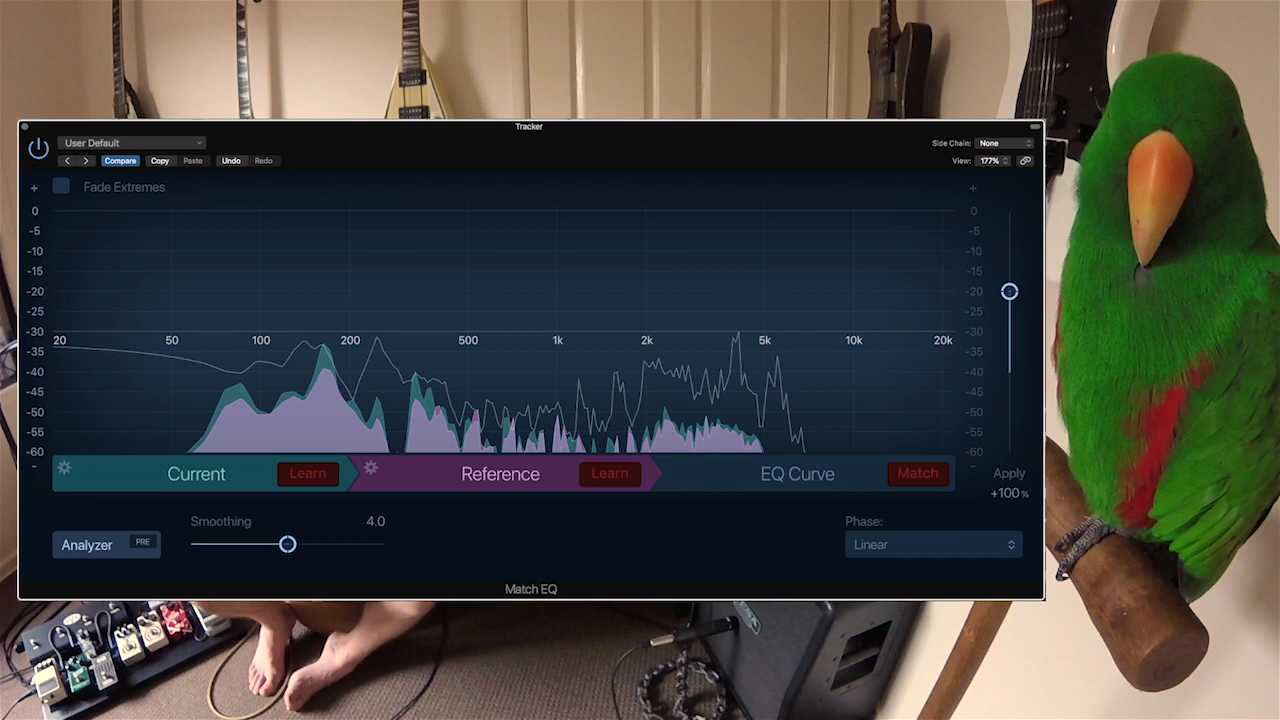 Tracker
User Default
Side Chain: None
Compare Copy Paste Undo Redo
View: 177%
+ Fade Extremes +
0 0
-5 -5
-10 -10
-15 -15
-20 -20
-25 -25
-30 -30
20 50 100 200 500 1k 2k 5k 10k 20k
-35 -35
-40 -40
-45 -45
-50 -50
-55 -55
-60 -60
- -
Current Learn Reference Learn EQ Curve Match Apply
+100 %
Smoothing 4.0 Phase:
Analyzer PRE Linear
Match EQ